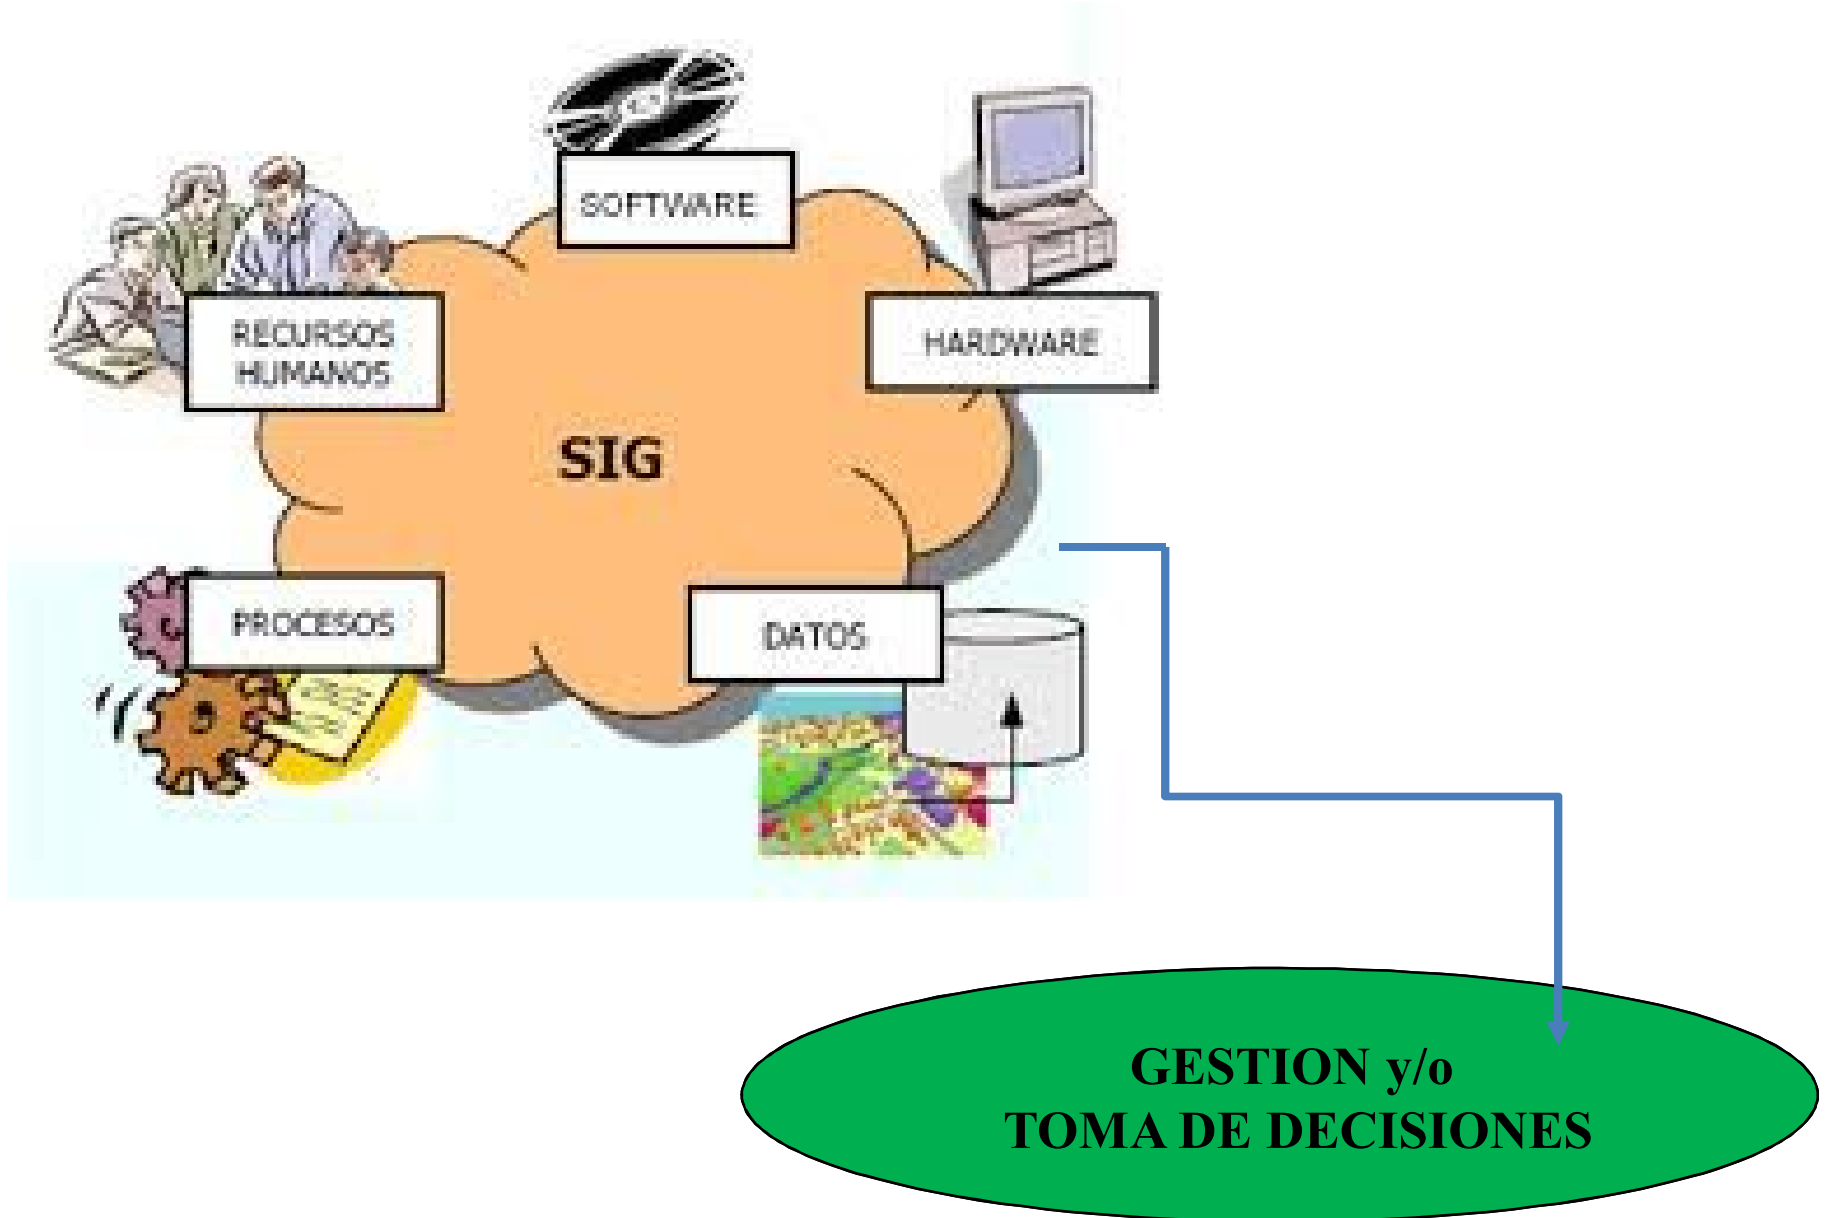 SOFTWARE
HARDWARE
RECURSOS
HUMANOS
SIG
PROCESOS
DATOS
GESTION y/o
TOMA DE DECISIONES